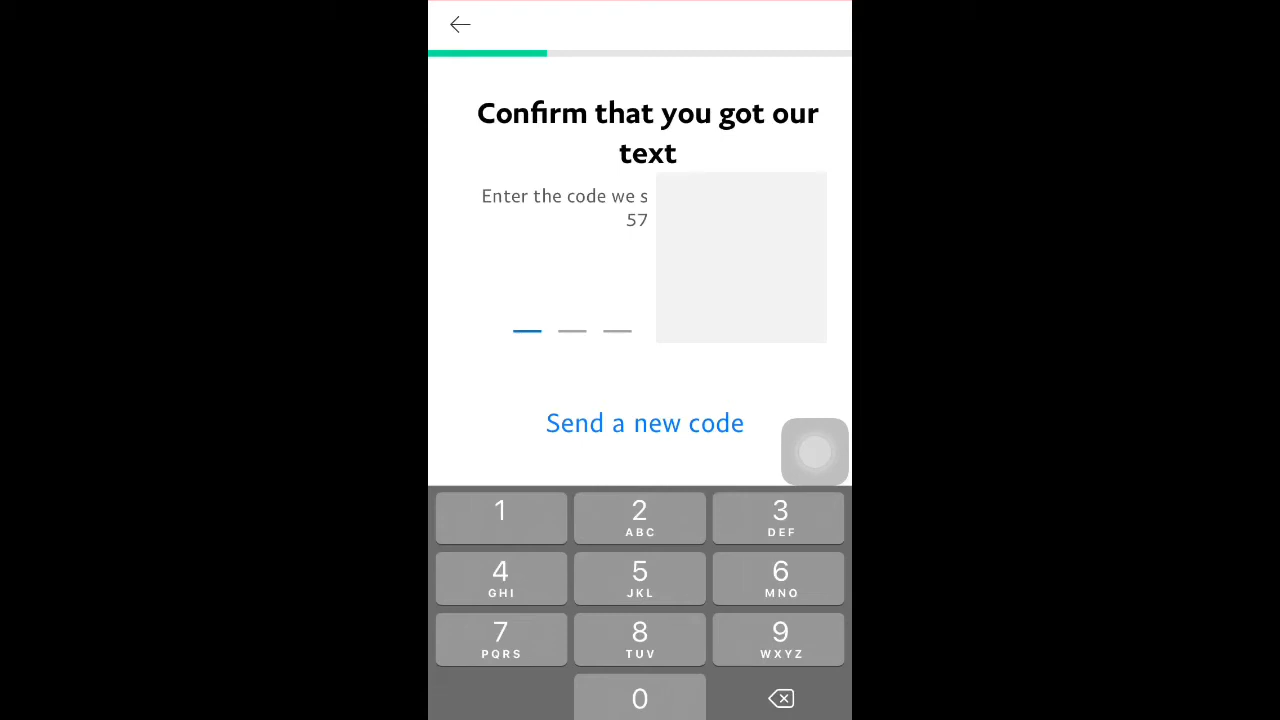 Confirm that you got our
text
Enter the code we s
57
Send a new code
1
2
ABC
3
DEF
4
GHI
5
JKL
6
MNO
7
PQRS
8
TUV
9
WXYZ
0